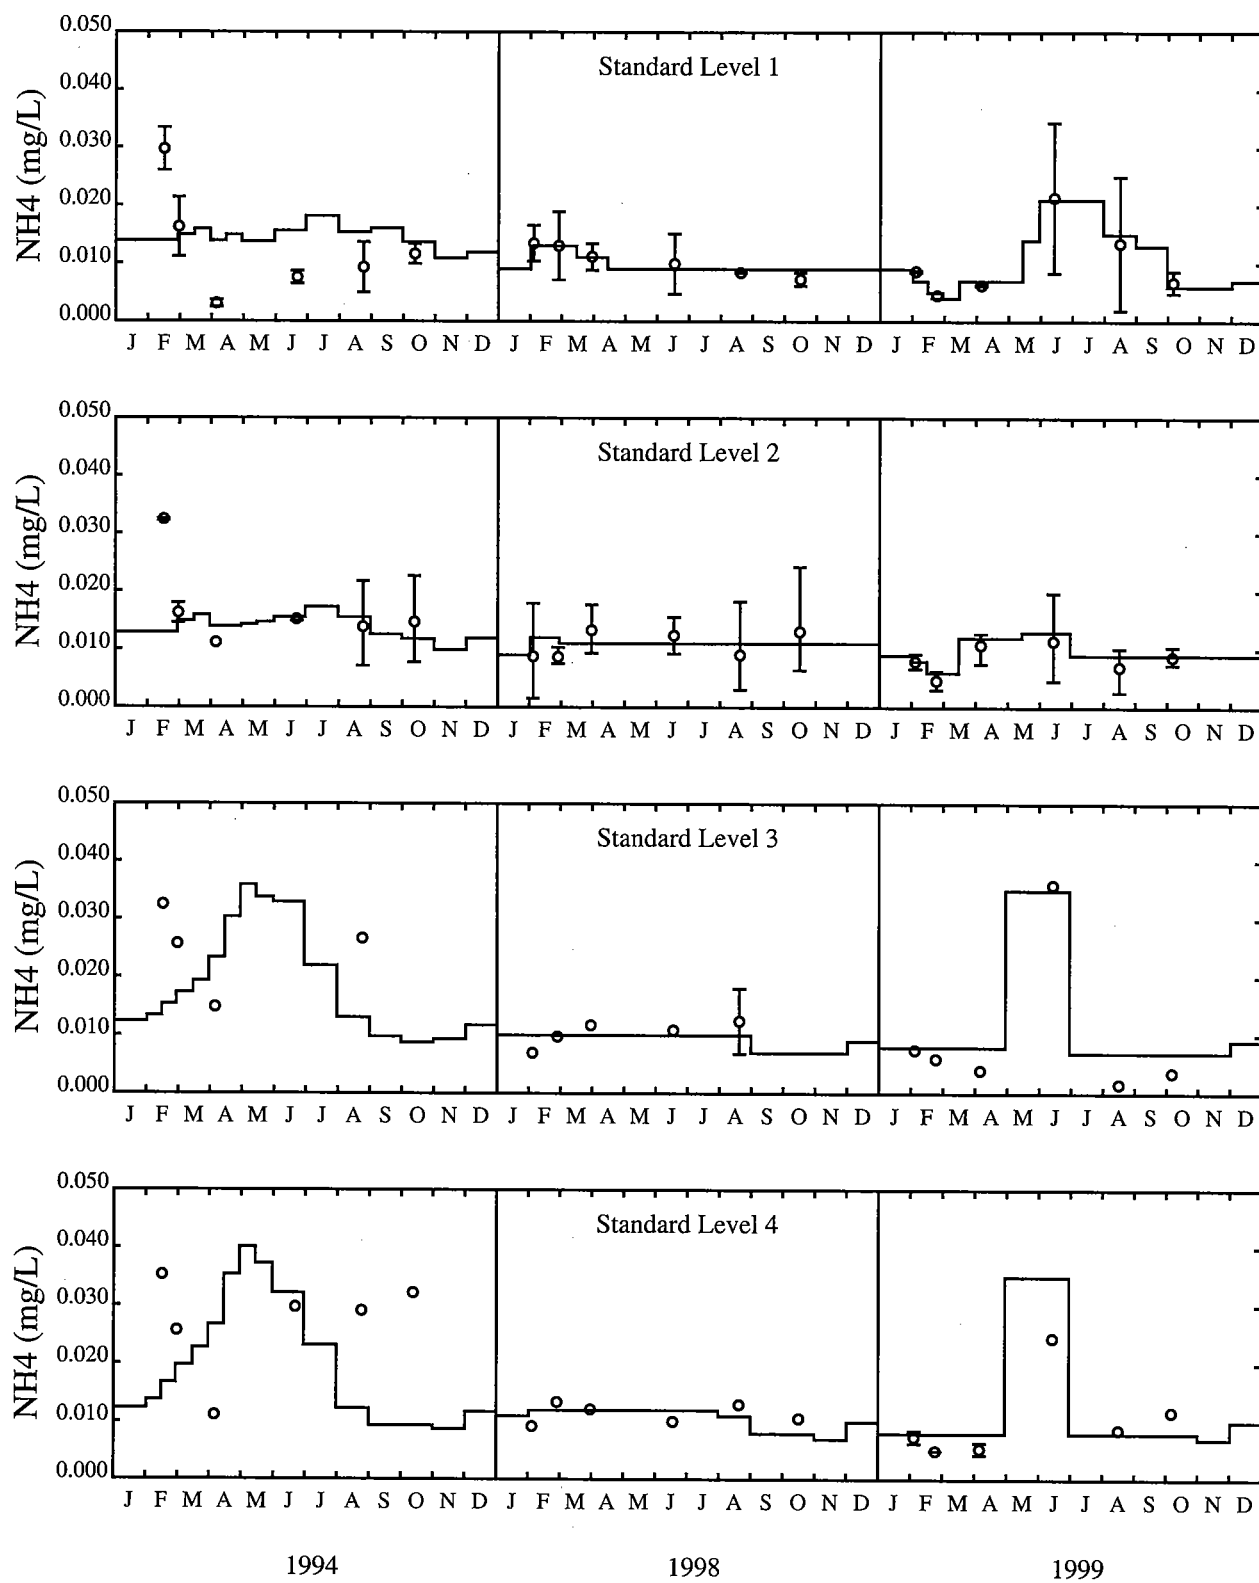 Standard Level 1
NH4 (mg/L)
0.050
0.040
0.030
0.020
0.010
0.000
J F M A M J J A S O N D J F M A M J J A S O N D J F M A M J J A S O N D
Standard Level 2
NH4 (mg/L)
0.050
0.040
0.030
0.020
0.010
0.000
J F M A M J J A S O N D J F M A M J J A S O N D J F M A M J J A S O N D
Standard Level 3
NH4 (mg/L)
0.050
0.040
0.030
0.020
0.010
0.000
J F M A M J J A S O N D J F M A M J J A S O N D J F M A M J J A S O N D
Standard Level 4
NH4 (mg/L)
0.050
0.040
0.030
0.020
0.010
0.000
J F M A M J J A S O N D J F M A M J J A S O N D J F M A M J J A S O N D
1994 1998 1999